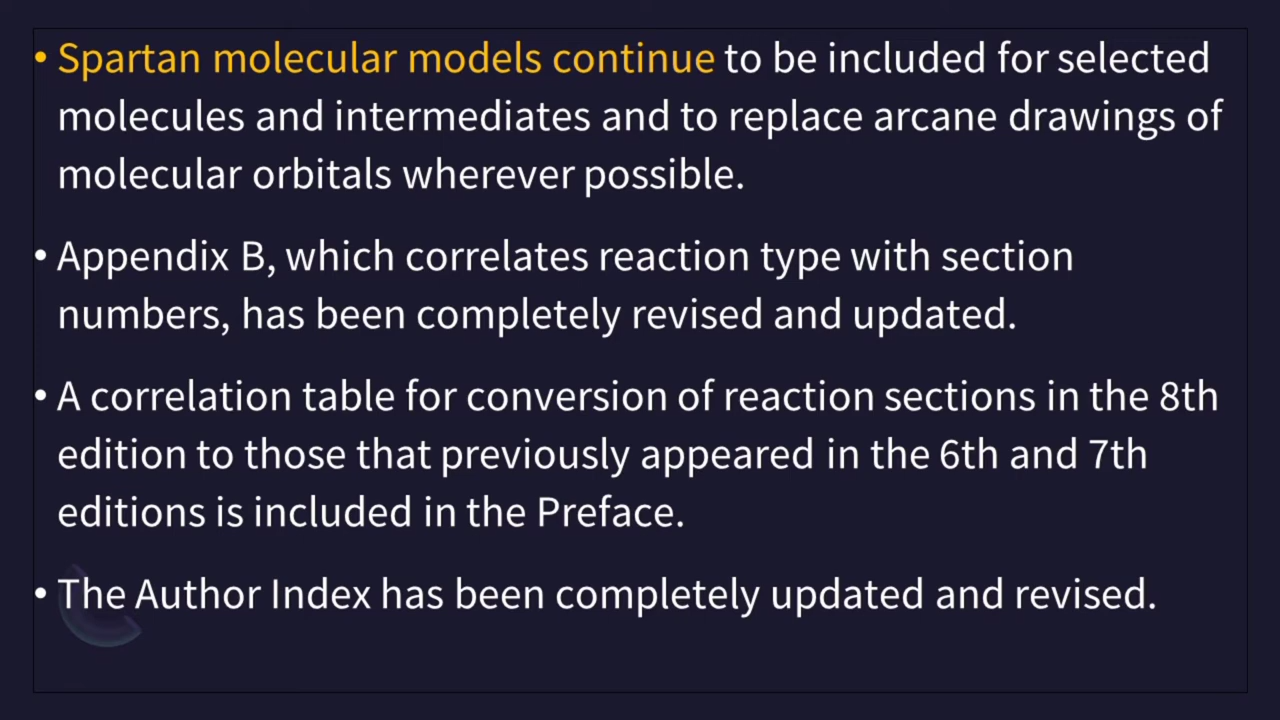 • Spartan molecular models continue to be included for selected
molecules and intermediates and to replace arcane drawings of
molecular orbitals wherever possible.
• Appendix B, which correlates reaction type with section
numbers, has been completely revised and updated.
• A correlation table for conversion of reaction sections in the 8th
edition to those that previously appeared in the 6th and 7th
editions is included in the Preface.
• The Author Index has been completely updated and revised.